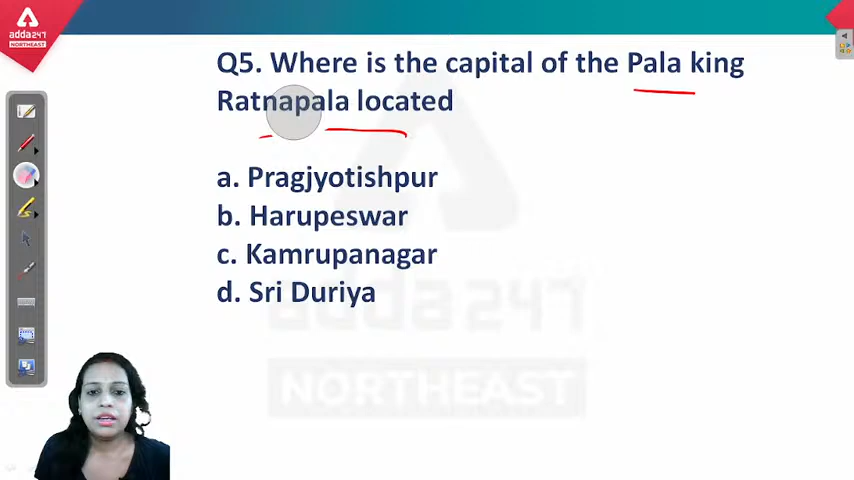 adda247
NORTHEAST
Q5. Where is the capital of the Pala king
Ratnapala located
a. Pragjyotishpur
b. Harupeswar
c. Kamrupanagar
d. Sri Duriya
adda247
NORTHEAST